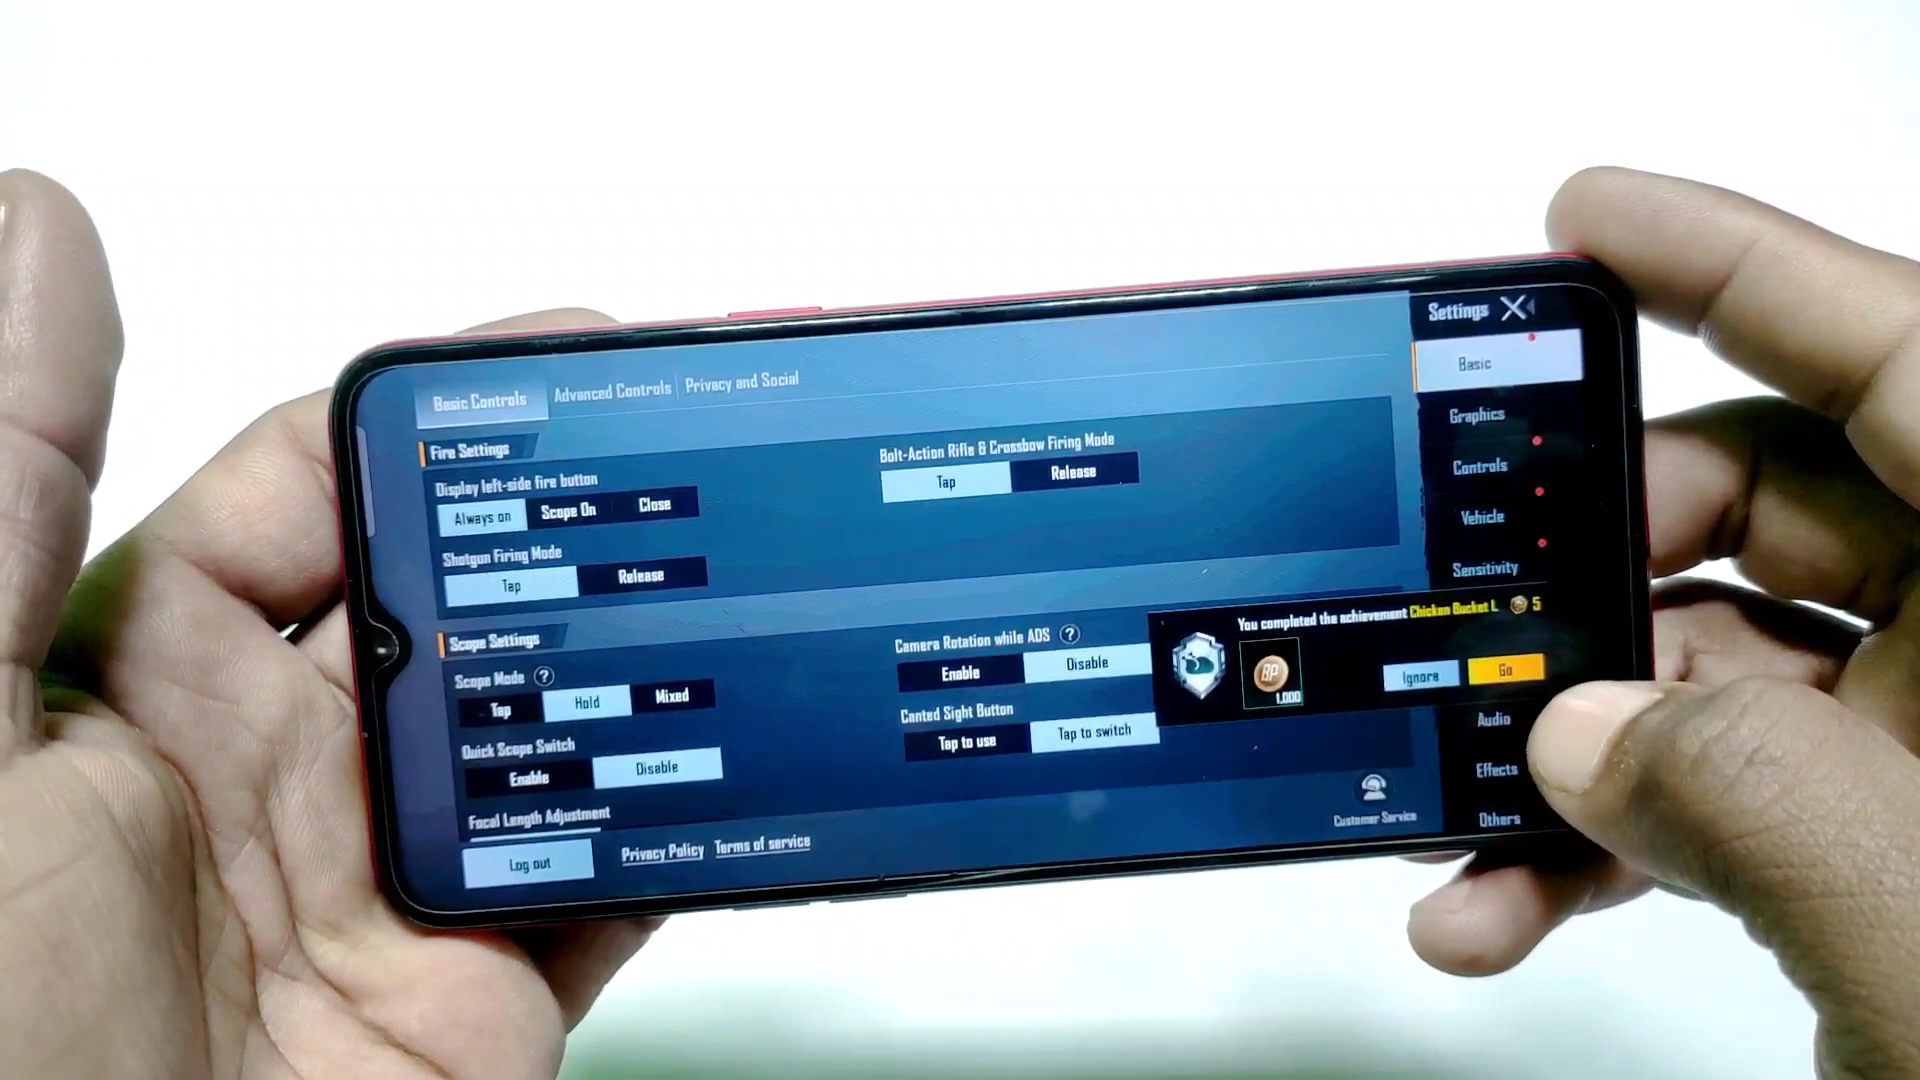 Settings X
Basic Controls
Advanced Controls
Privacy and Social
Basic
Graphics
Controls
Vehicle
Sensitivity
Audio
Effects
Others
Fire Settings
Display left-side fire button
Always on Scope On Close
Shotgun Firing Mode
Tap Release
Bolt-Action Rifle & Crossbow Firing Mode
Tap Release
Scope Settings
Scope Mode ?
Tap Hold Mixed
Quick Scope Switch
Enable Disable
Focal Length Adjustment
Camera Rotation while ADS ?
Enable Disable
Canted Sight Button
Tap to use Tap to switch
You completed the achievement Chicken Bucket I. 5
BP
1,000
Ignore Go
Customer Service
Log out
Privacy Policy
Terms of service